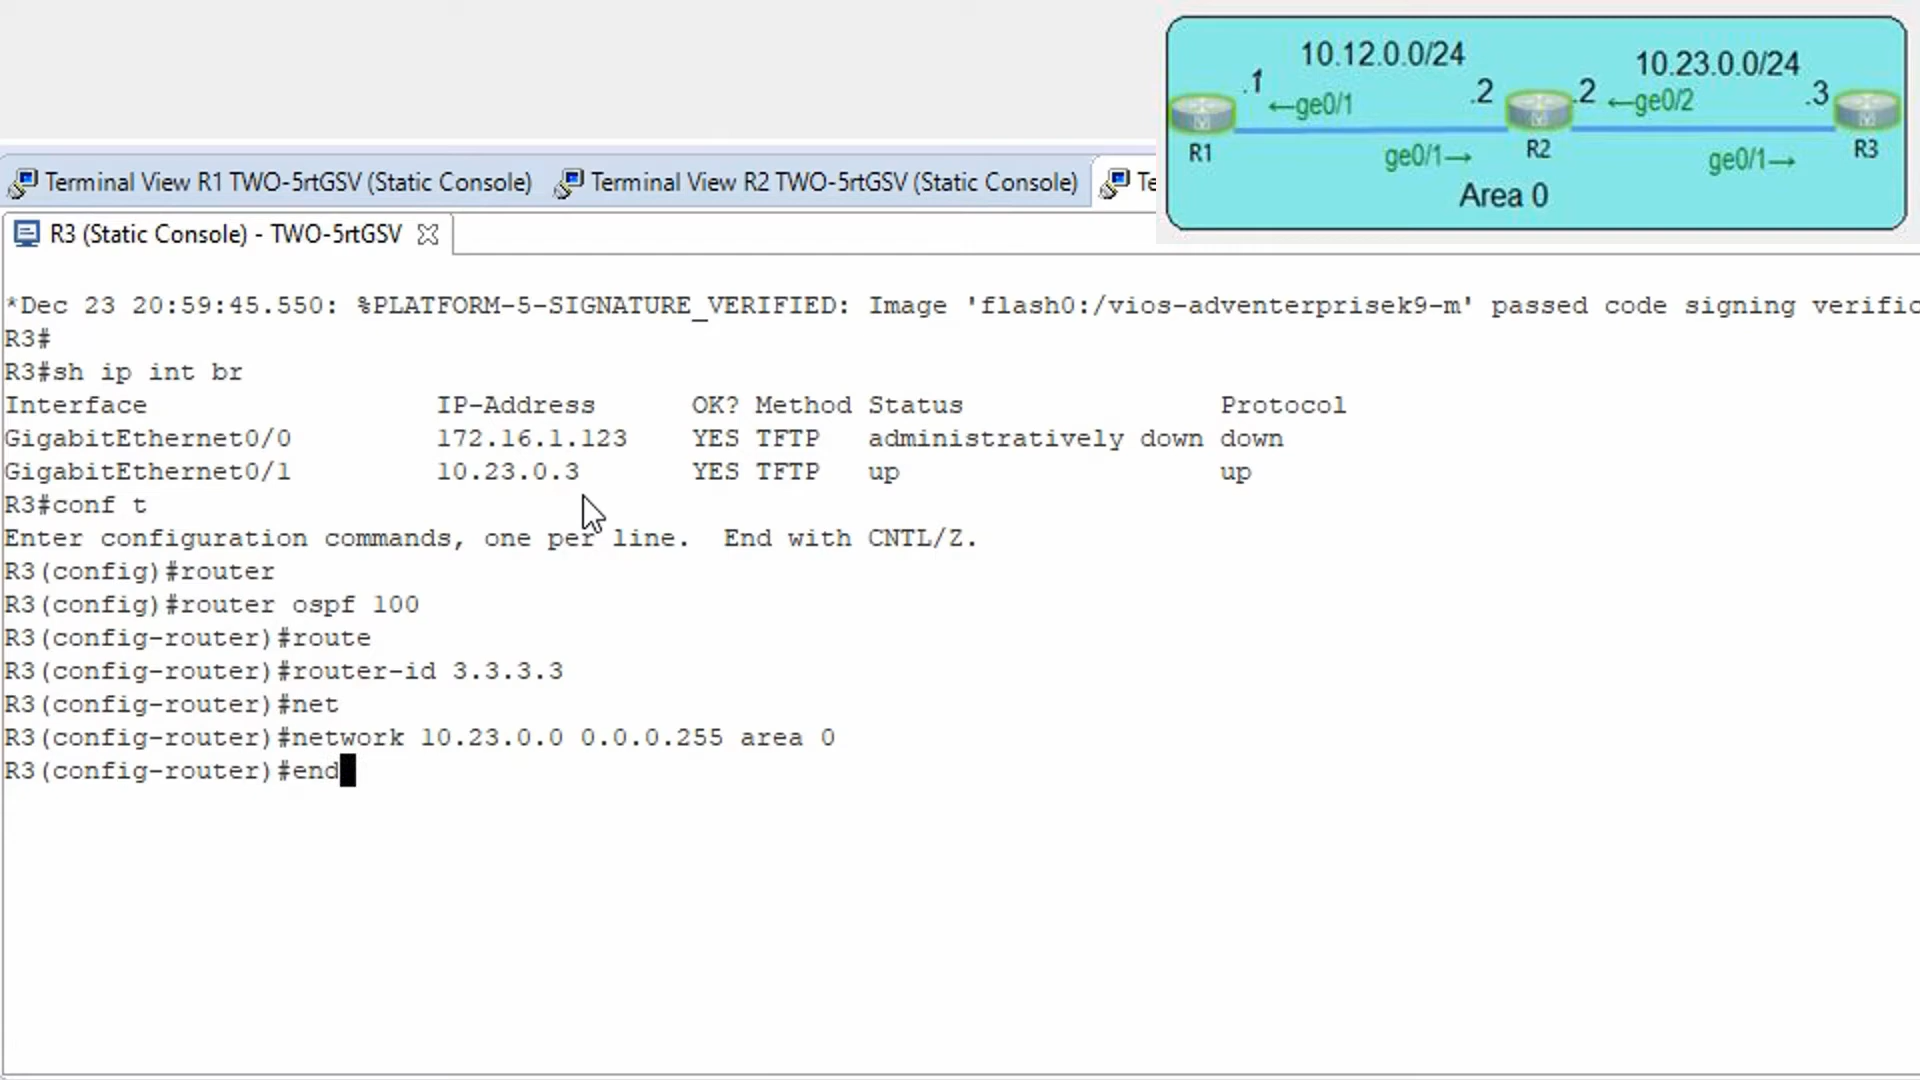 10.12.0.0/24
10.23.0.0/24
.1
←ge0/1
.2
.2
←ge0/2
.3
R1
ge0/1→
R2
ge0/1→
R3
Area 0
Terminal View R1 TWO-5rtGSV (Static Console)
Terminal View R2 TWO-5rtGSV (Static Console)
R3 (Static Console) - TWO-5rtGSV
*Dec 23 20:59:45.550: %PLATFORM-5-SIGNATURE_VERIFIED: Image 'flash0:/vios-adventerprisek9-m' passed code signing
R3#
R3#sh ip int br
Interface IP-Address OK? Method Status Protocol
GigabitEthernet0/0 172.16.1.123 YES TFTP administratively down down
GigabitEthernet0/1 10.23.0.3 YES TFTP up up
R3#conf t
Enter configuration commands, one per line. End with CNTL/Z.
R3(config)#router
R3(config)#router ospf 100
R3(config-router)#route
R3(config-router)#router-id 3.3.3.3
R3(config-router)#net
R3(config-router)#network 10.23.0.0 0.0.0.255 area 0
R3(config-router)#end